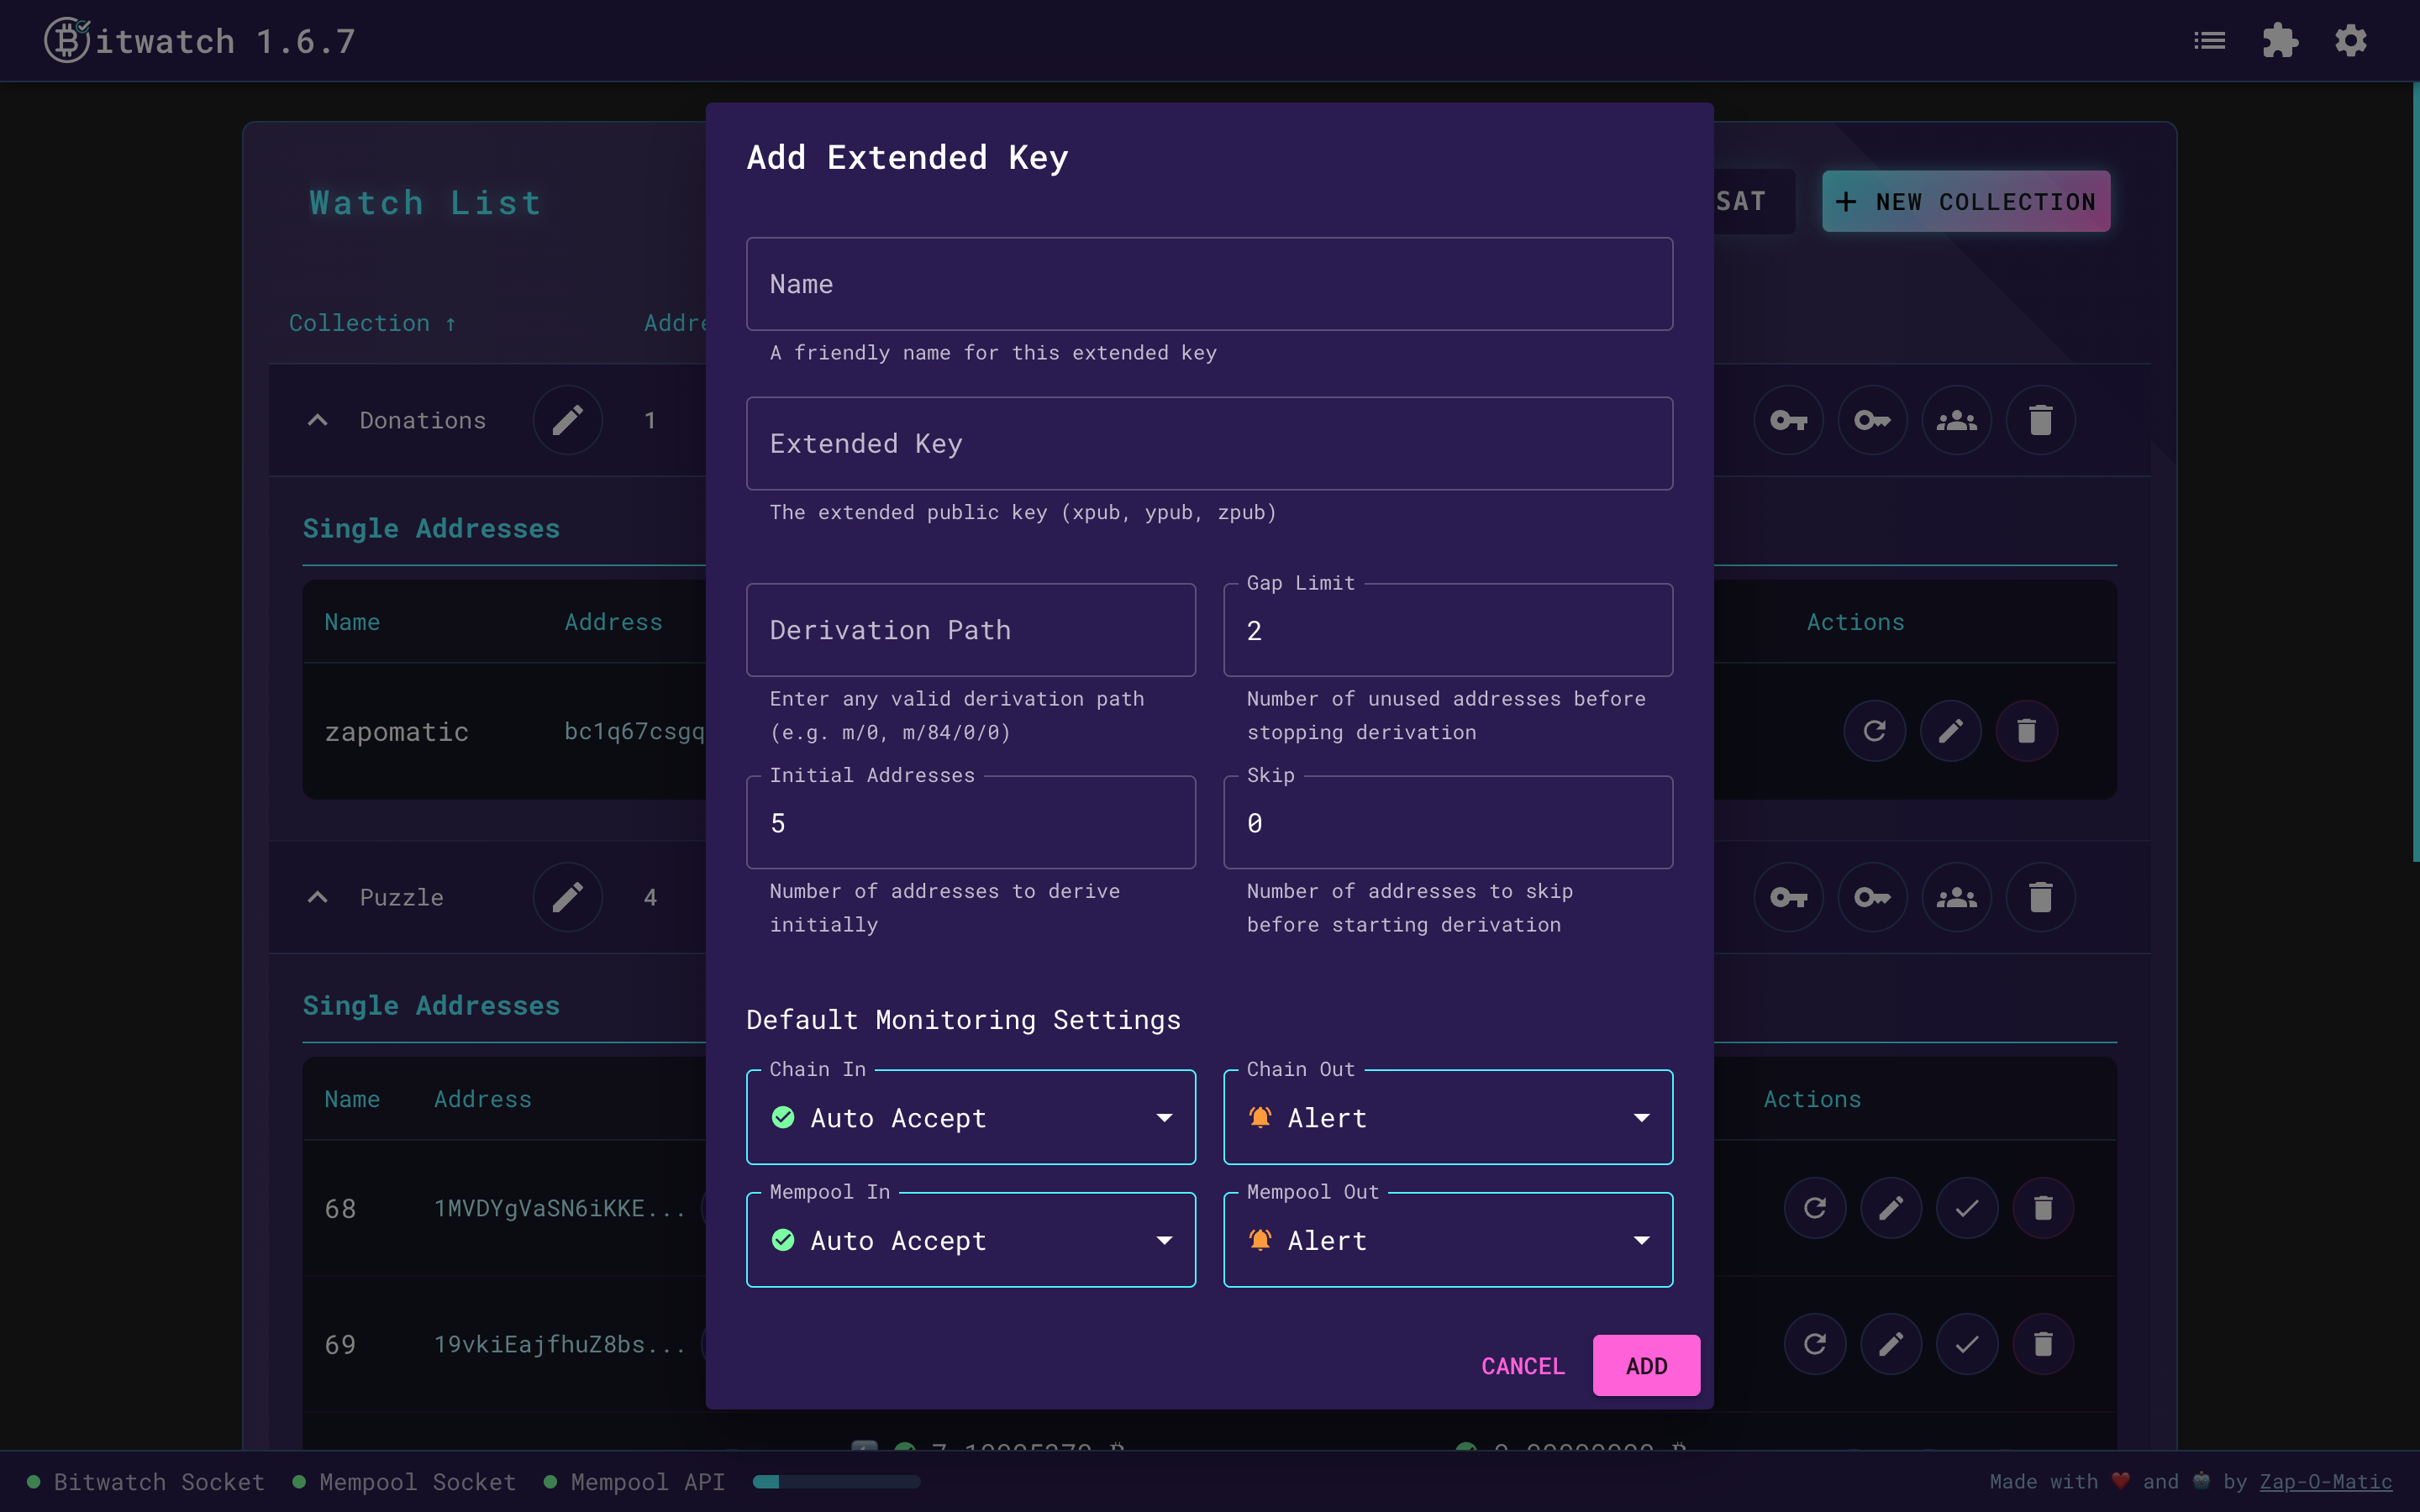 itwatch 1.6.7
Add Extended Key
Watch List
SAT
+ NEW COLLECTION
Name
A friendly name for this extended key
Collection ↑
Donations
1
Extended Key
The extended public key (xpub, ypub, zpub)
Single Addresses
Name
Address
Actions
zapomatic
bc1q67csgq
Derivation Path
Enter any valid derivation path
(e.g. m/0, m/84/0/0)
Gap Limit
2
Number of unused addresses before
stopping derivation
Initial Addresses
5
Number of addresses to derive
initially
Skip
0
Number of addresses to skip
before starting derivation
Puzzle
4
Single Addresses
Name
Address
Actions
68
1MVDYgVaSN6iKKE...
69
19vkiEajfhuZ8bs...
Default Monitoring Settings
Chain In
Auto Accept
Chain Out
Alert
Mempool In
Auto Accept
Mempool Out
Alert
CANCEL
ADD
Bitwatch Socket
Mempool Socket
Mempool API
Made with ❤️ and 🤖 by Zap-O-Matic